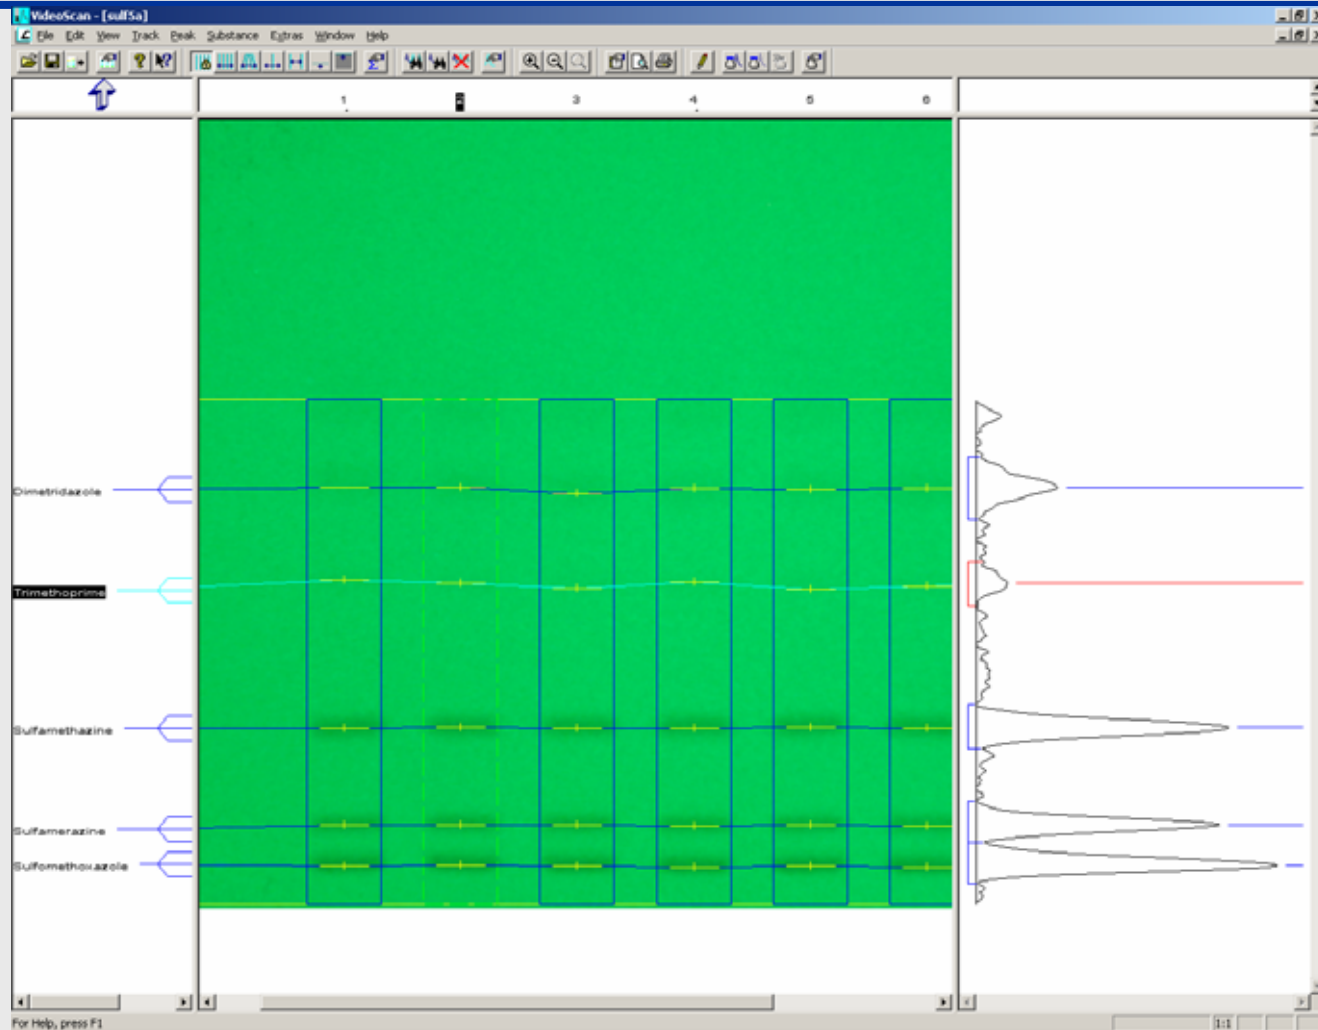 VideoScan - [sulf5a]
File Edit View Track Peak Substance Extras Window Help
1 2 3 4 5 6
Dimetridazole
Trimethoprime
Sulfamethazine
Sulfamerazine
Sulfomethoxazole
For Help, press F1
1:1